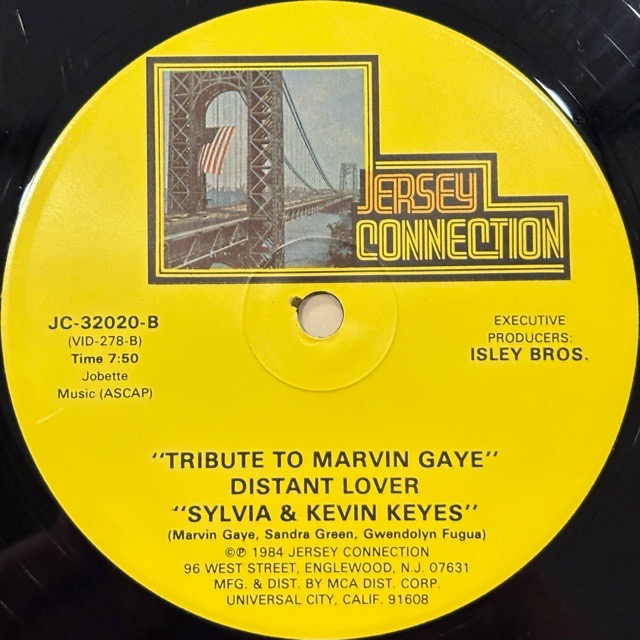 JERSEY
CONNECTION
JC-32020-B
(VID-278-B)
Time 7:50
Jobette
Music (ASCAP)
EXECUTIVE
PRODUCERS:
ISLEY BROS.
"TRIBUTE TO MARVIN GAYE"
DISTANT LOVER
"SYLVIA & KEVIN KEYES"
(Marvin Gaye, Sandra Green, Gwendolyn Fugua)
©℗ 1984 JERSEY CONNECTION
96 WEST STREET, ENGLEWOOD, N.J. 07631
MFG. & DIST. BY MCA DIST. CORP.
UNIVERSAL CITY, CALIF. 91608